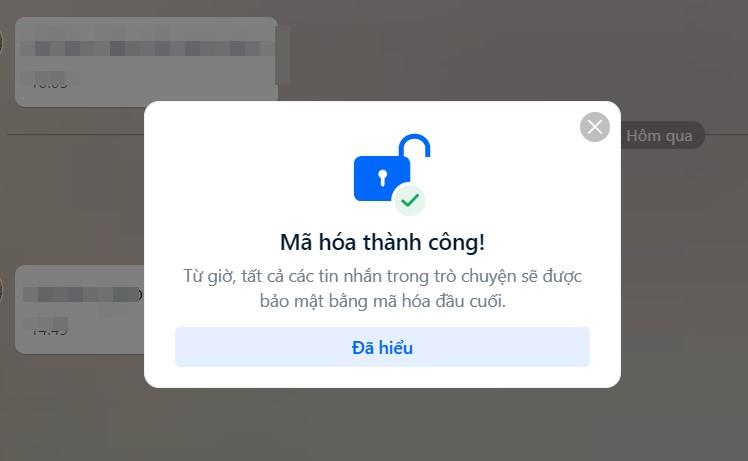 Hôm qua
Mã hóa thành công!
Từ giờ, tất cả các tin nhắn trong trò chuyện sẽ được
bảo mật bằng mã hóa đầu cuối.
Đã hiểu